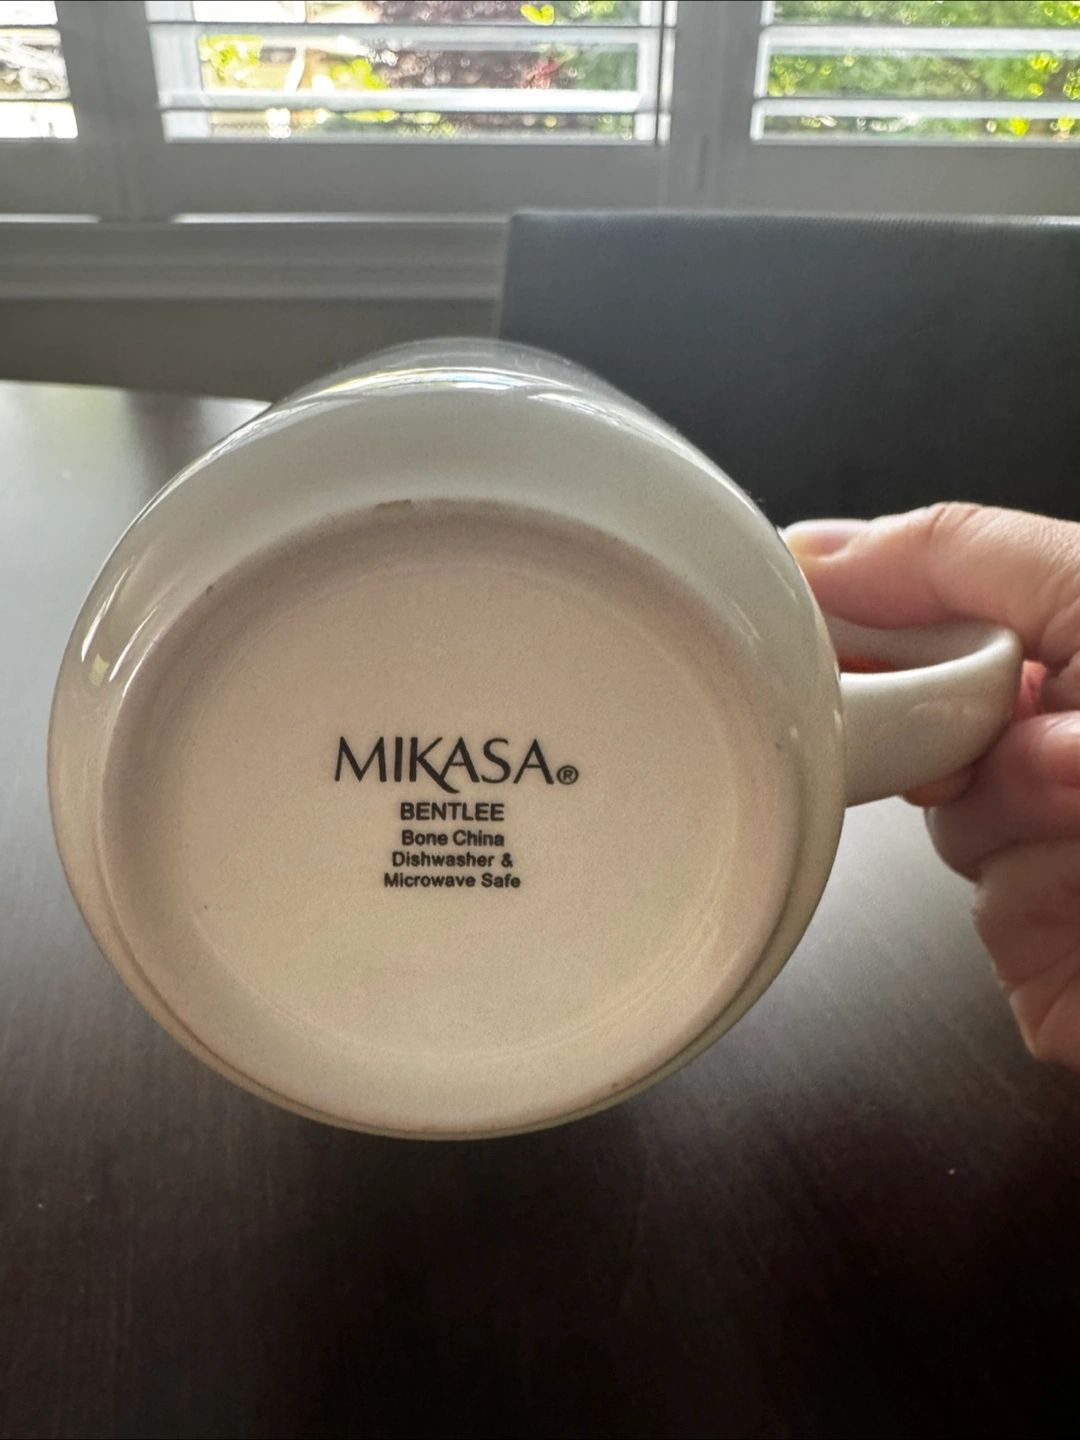 MIKASA®
BENTLEE
Bone China
Dishwasher &
Microwave Safe